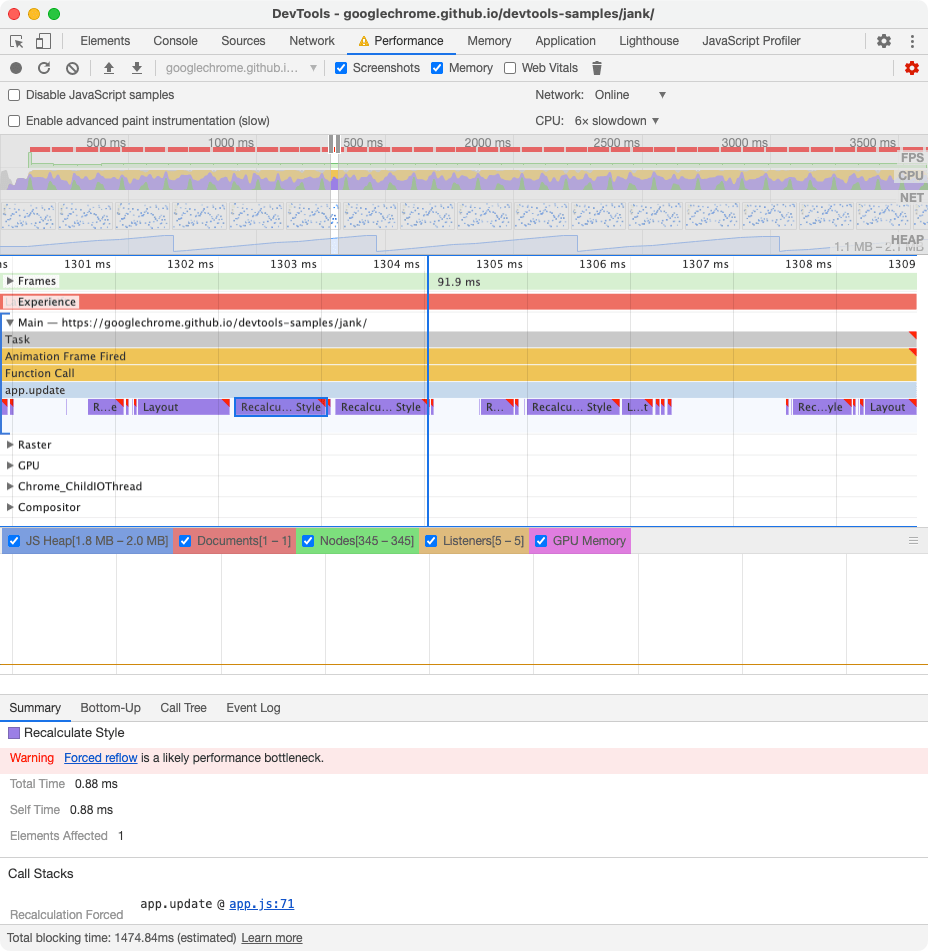 DevTools - googlechrome.github.io/devtools-samples/jank/
Elements Console Sources Network Performance Memory Application Lighthouse JavaScript Profiler
googlechrome.github.i… Screenshots Memory Web Vitals
Disable JavaScript samples Network: Online
Enable advanced paint instrumentation (slow) CPU: 6× slowdown
500 ms 1000 ms 500 ms 2000 ms 2500 ms 3000 ms 3500 ms
FPS
CPU
NET
HEAP
1.1 MB – 2.1 MB
ms 1301 ms 1302 ms 1303 ms 1304 ms 1305 ms 1306 ms 1307 ms 1308 ms 1309
Frames 91.9 ms
Experience
Main — https://googlechrome.github.io/devtools-samples/jank/
Task
Animation Frame Fired
Function Call
app.update
R…e Layout Recalcu… Style Recalcu… Style R… Recalcu… Style L…t Rec…yle Layout
Raster
GPU
Chrome_ChildIOThread
Compositor
JS Heap[1.8 MB – 2.0 MB] Documents[1 – 1] Nodes[345 – 345] Listeners[5 – 5] GPU Memory
Summary Bottom-Up Call Tree Event Log
Recalculate Style
Warning Forced reflow is a likely performance bottleneck.
Total Time 0.88 ms
Self Time 0.88 ms
Elements Affected 1
Call Stacks
app.update @ app.js:71
Recalculation Forced
Total blocking time: 1474.84ms (estimated) Learn more